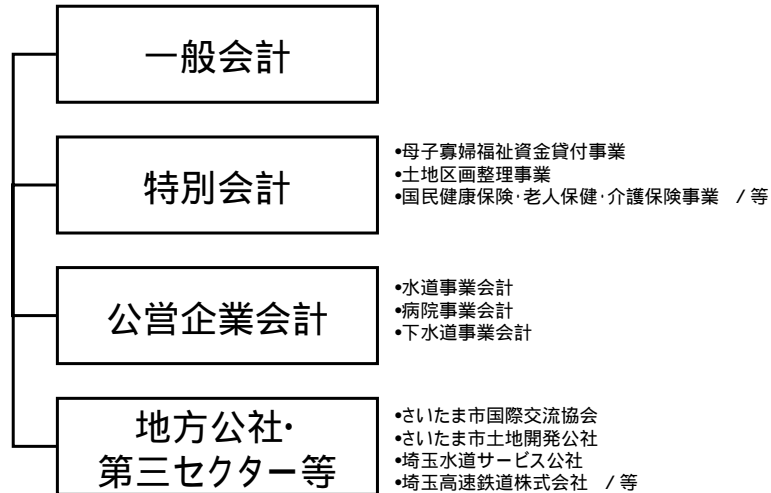 一般会計
特別会計
•母子寡婦福祉資金貸付事業
•土地区画整理事業
•国民健康保険･老人保健･介護保険事業　/ 等
公営企業会計
•水道事業会計
•病院事業会計
•下水道事業会計
地方公社･
第三セクター等
•さいたま市国際交流協会
•さいたま市土地開発公社
•埼玉水道サービス公社
•埼玉高速鉄道株式会社　/ 等